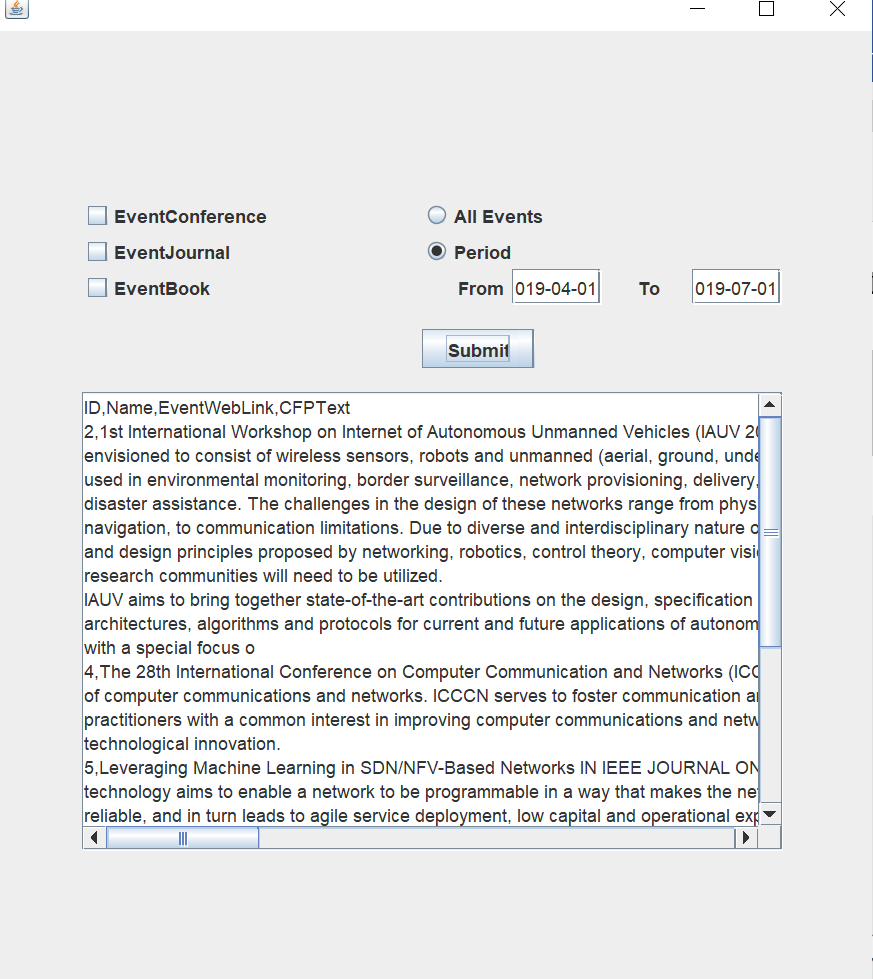 EventConference
All Events
EventJournal
Period
EventBook
From 019-04-01 To 019-07-01
Submit
ID,Name,EventWebLink,CFPText
2,1st International Workshop on Internet of Autonomous Unmanned Vehicles (IAUV 20
envisioned to consist of wireless sensors, robots and unmanned (aerial, ground, unde
used in environmental monitoring, border surveillance, network provisioning, delivery,
disaster assistance. The challenges in the design of these networks range from phys
navigation, to communication limitations. Due to diverse and interdisciplinary nature o
and design principles proposed by networking, robotics, control theory, computer visi
research communities will need to be utilized.
IAUV aims to bring together state-of-the-art contributions on the design, specification
architectures, algorithms and protocols for current and future applications of autonom
with a special focus o
4,The 28th International Conference on Computer Communication and Networks (ICC
of computer communications and networks. ICCCN serves to foster communication a
practitioners with a common interest in improving computer communications and netw
technological innovation.
5,Leveraging Machine Learning in SDN/NFV-Based Networks IN IEEE JOURNAL ON
technology aims to enable a network to be programmable in a way that makes the ne
reliable, and in turn leads to agile service deployment, low capital and operational exp